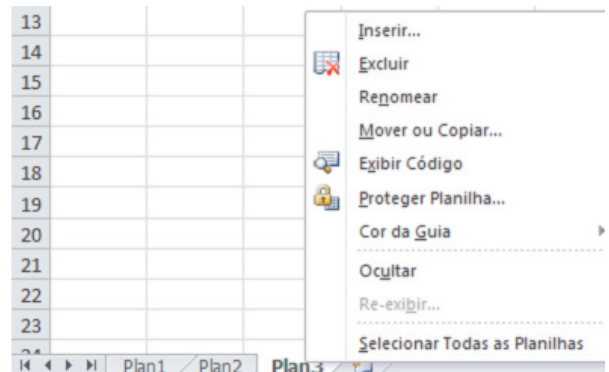 13
14
15
16
17
18
19
20
21
22
23
24
Inserir...
Excluir
Renomear
Mover ou Copiar...
Exibir Código
Proteger Planilha...
Cor da Guia
Ocultar
Re-exibir...
Selecionar Todas as Planilhas
Plan1 Plan2 Plan3